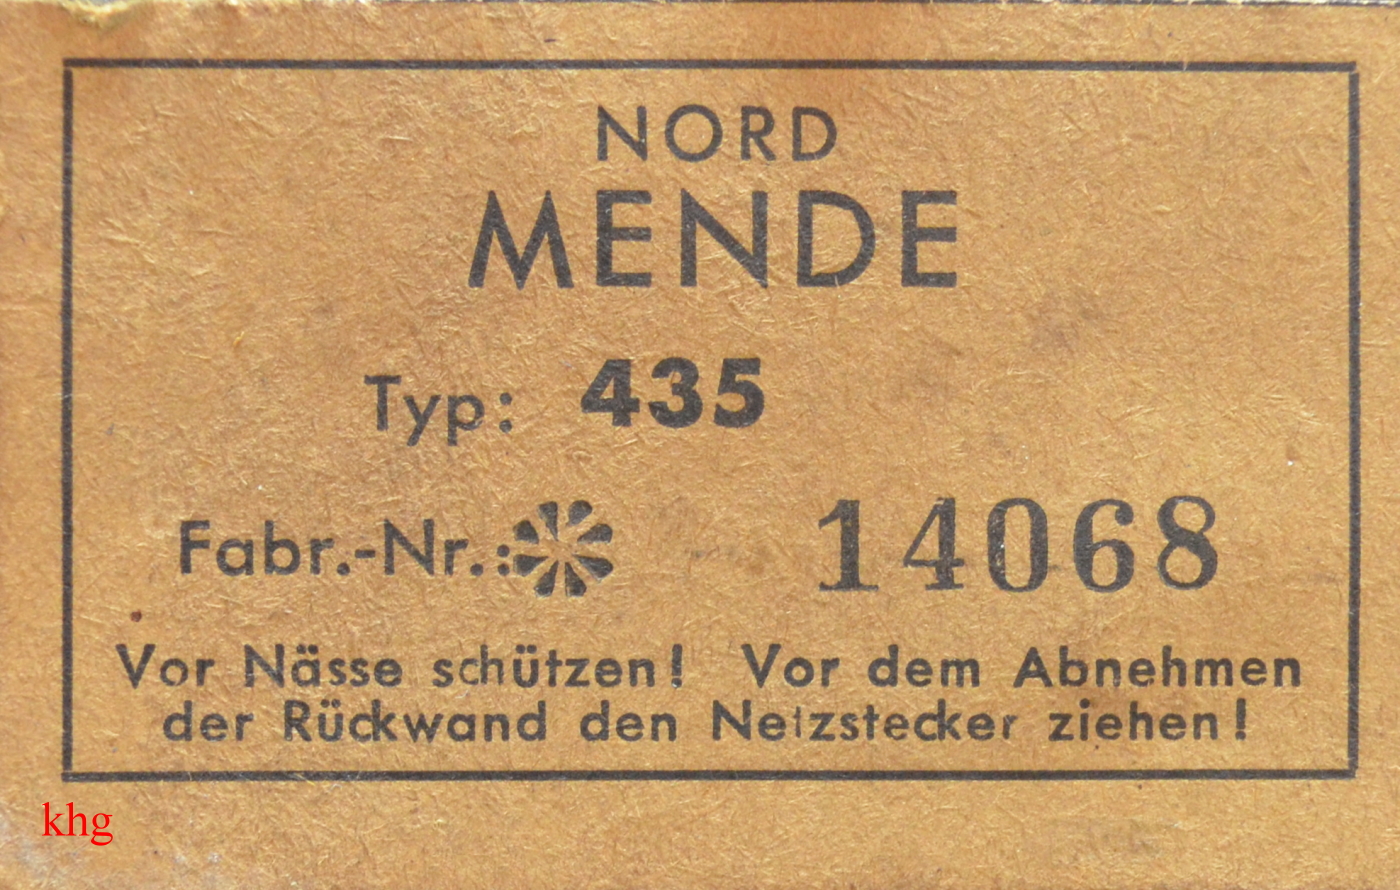 NORD
MENDE
Typ: 435
Fabr.-Nr.: 14068
Vor Nässe schützen! Vor dem Abnehmen
der Rückwand den Netzstecker ziehen!
khg